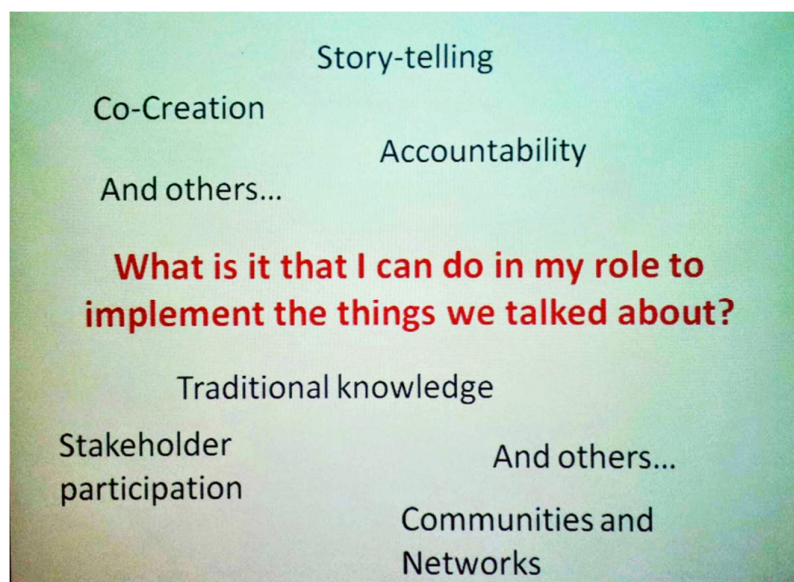 Story-telling
Co-Creation
Accountability
And others...
What is it that I can do in my role to
implement the things we talked about?
Traditional knowledge
Stakeholder
participation
And others...
Communities and
Networks